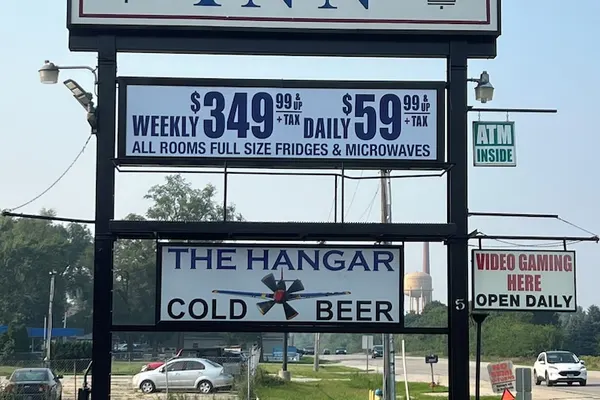 INN
$349 99 & UP + TAX
WEEKLY
$59 99 & UP + TAX
DAILY
ALL ROOMS FULL SIZE FRIDGES & MICROWAVES
ATM
INSIDE
THE HANGAR
COLD BEER
VIDEO GAMING
HERE
OPEN DAILY
5